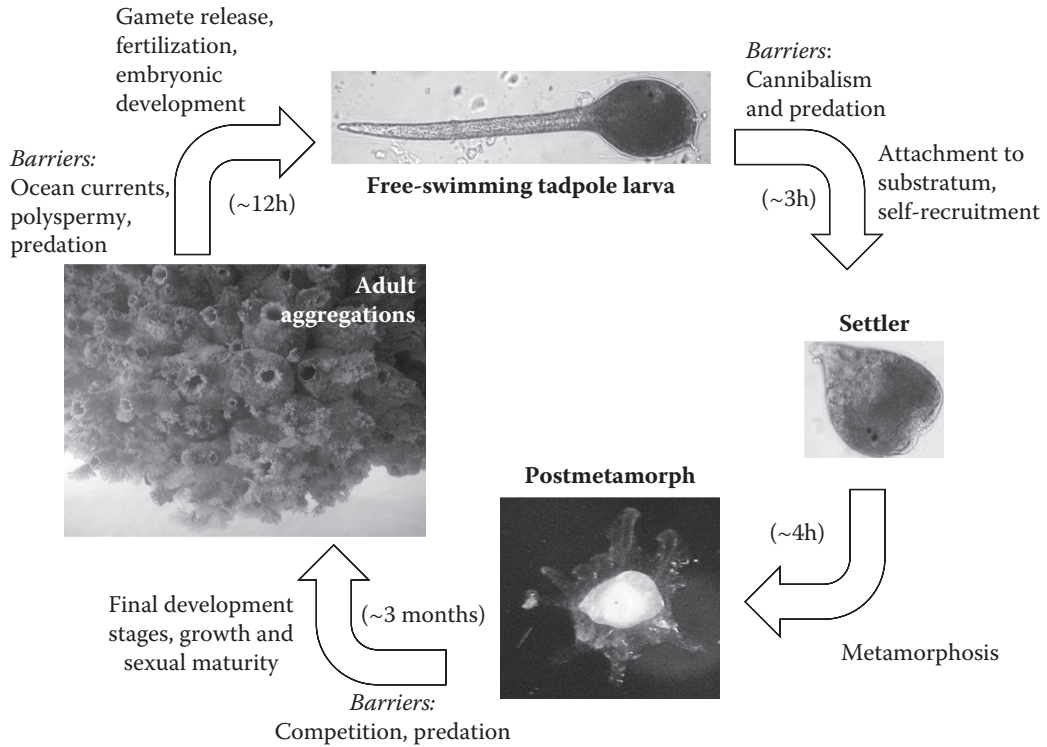 Gamete release,
fertilization,
embryonic
development
Barriers:
Ocean currents,
polyspermy,
predation
(~12h)
Free-swimming tadpole larva
Barriers:
Cannibalism
and predation
(~3h)
Attachment to
substratum,
self-recruitment
Settler
(~4h)
Metamorphosis
Postmetamorph
(~3 months)
Barriers:
Competition, predation
Final development
stages, growth and
sexual maturity
Adult
aggregations